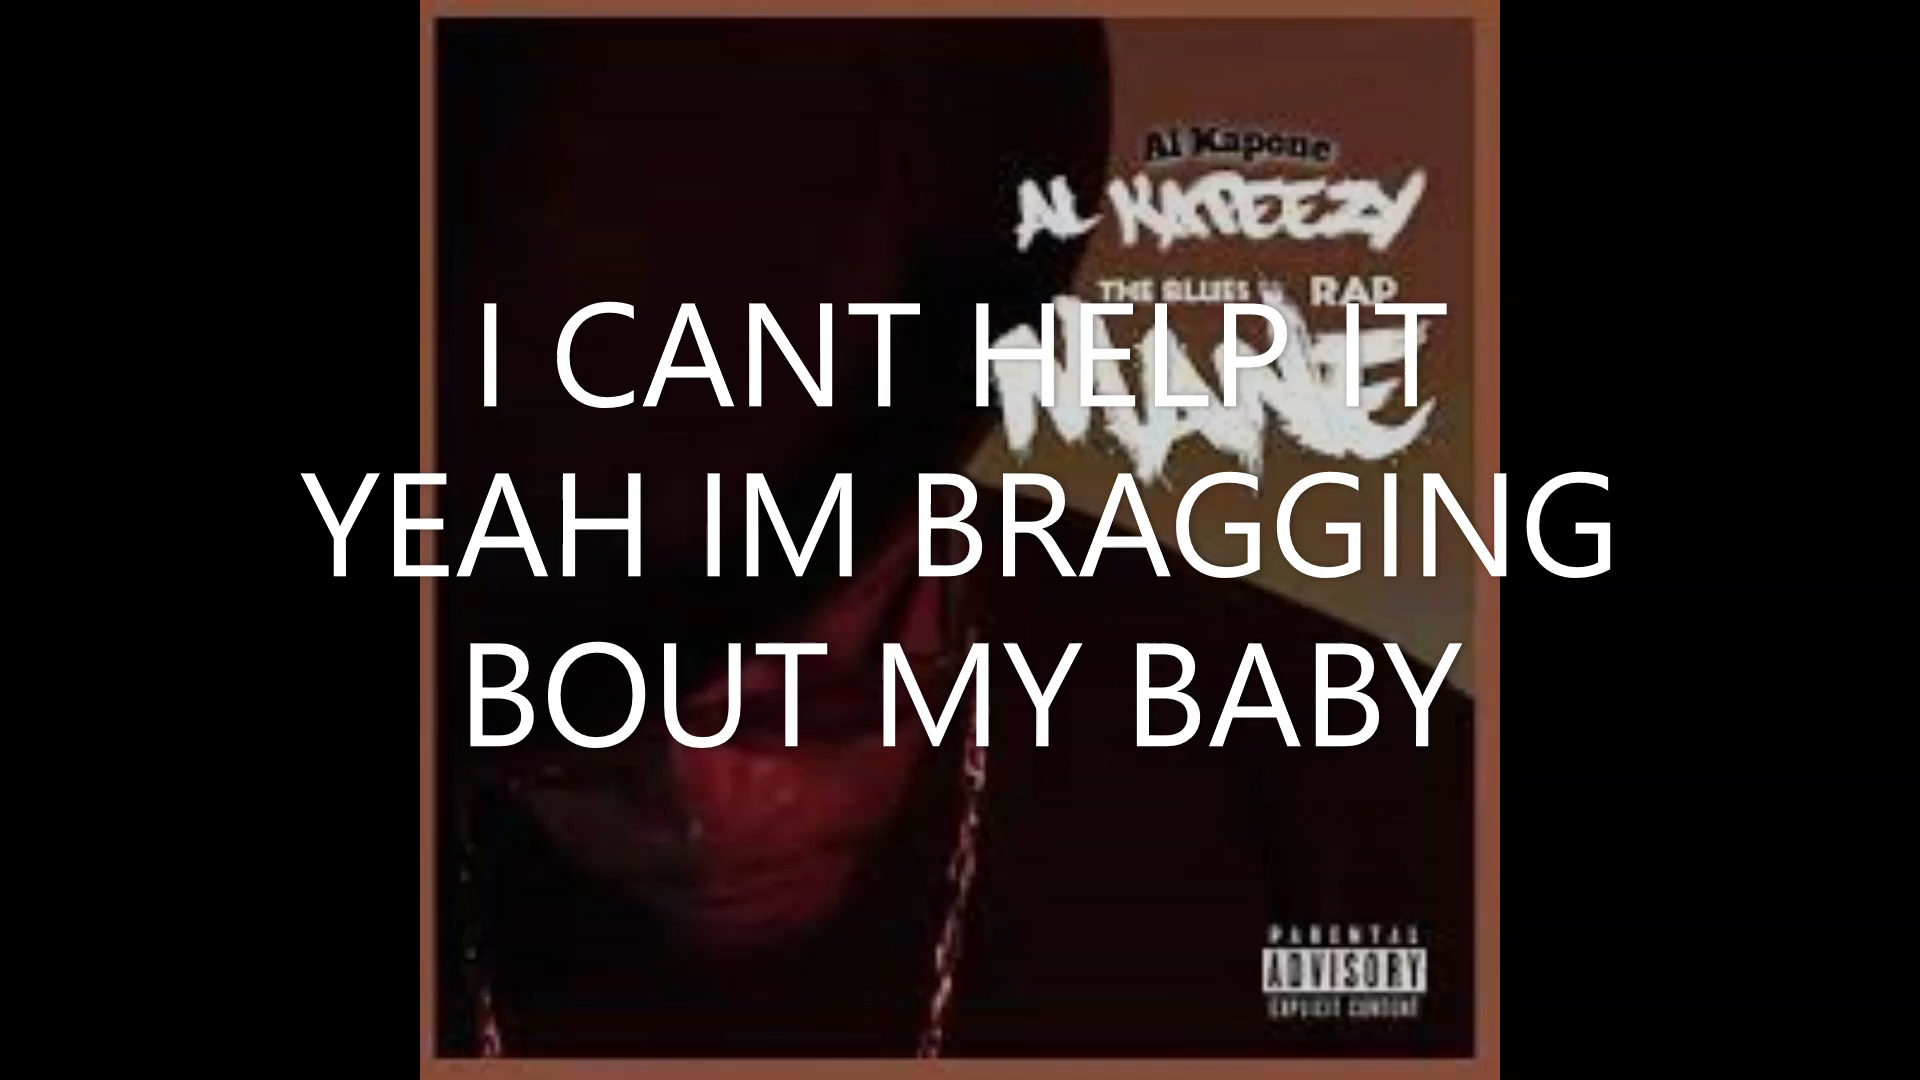 Al Kapone
AL KAPEEZY
THE BLUES RAP
MANE
I CANT HELP IT
YEAH IM BRAGGING
BOUT MY BABY
PARENTAL
ADVISORY
EXPLICIT CONTENT